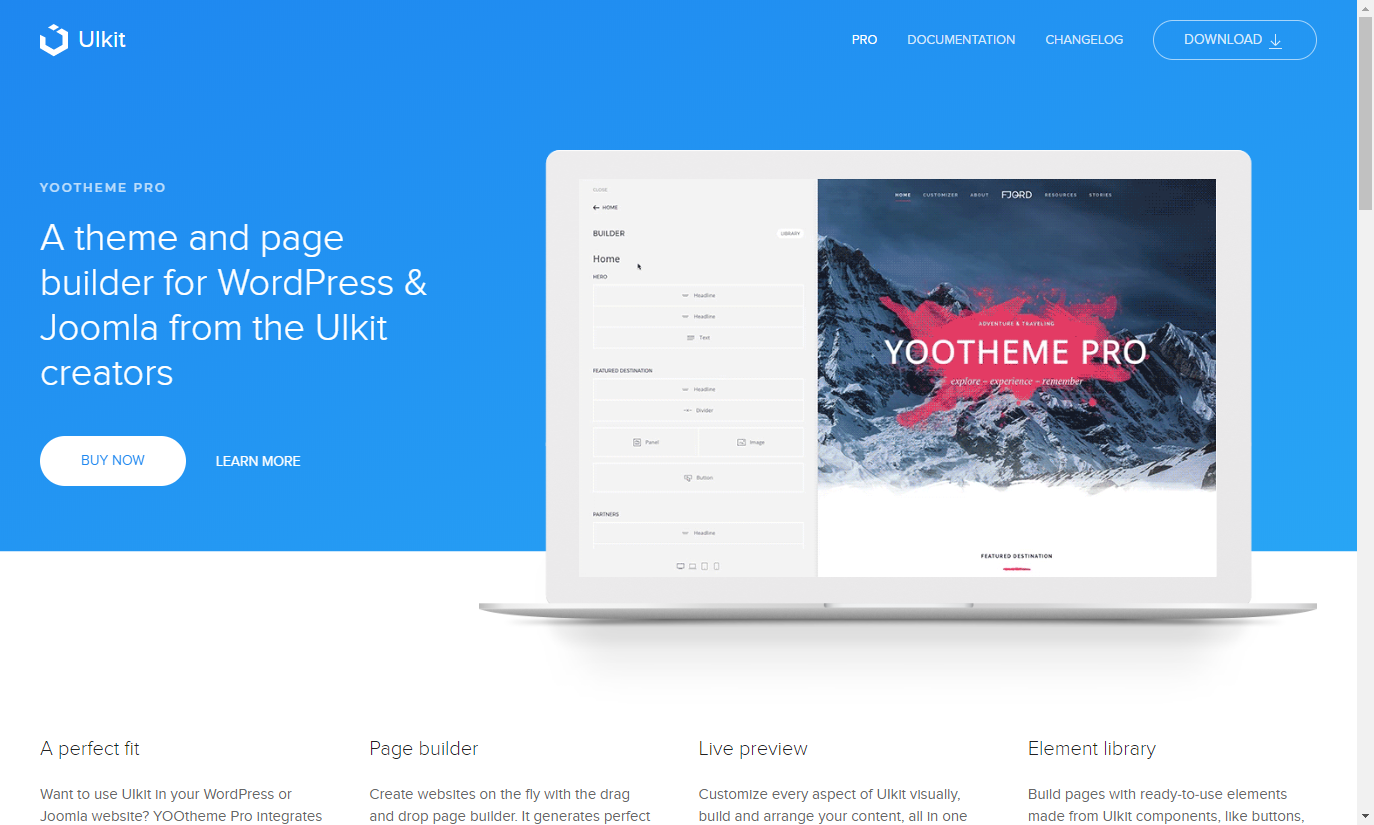 UIkit
PRO
DOCUMENTATION
CHANGELOG
DOWNLOAD
YOOTHEME PRO
A theme and page
builder for WordPress &
Joomla from the UIkit
creators
BUY NOW
LEARN MORE
CLOSE
HOME
BUILDER
LIBRARY
Home
HERO
Headline
Headline
Text
FEATURED DESTINATION
Headline
Divider
Panel
Image
Button
PARTNERS
Headline
HOME
CUSTOMIZER
ABOUT
FJORD
RESOURCES
STORIES
ADVENTURE & TRAVELING
YOOTHEME PRO
explore – experience – remember
FEATURED DESTINATION
A perfect fit
Want to use UIkit in your WordPress or
Joomla website? YOOtheme Pro integrates
Page builder
Create websites on the fly with the drag
and drop page builder. It generates perfect
Live preview
Customize every aspect of UIkit visually,
build and arrange your content, all in one
Element library
Build pages with ready-to-use elements
made from UIkit components, like buttons,